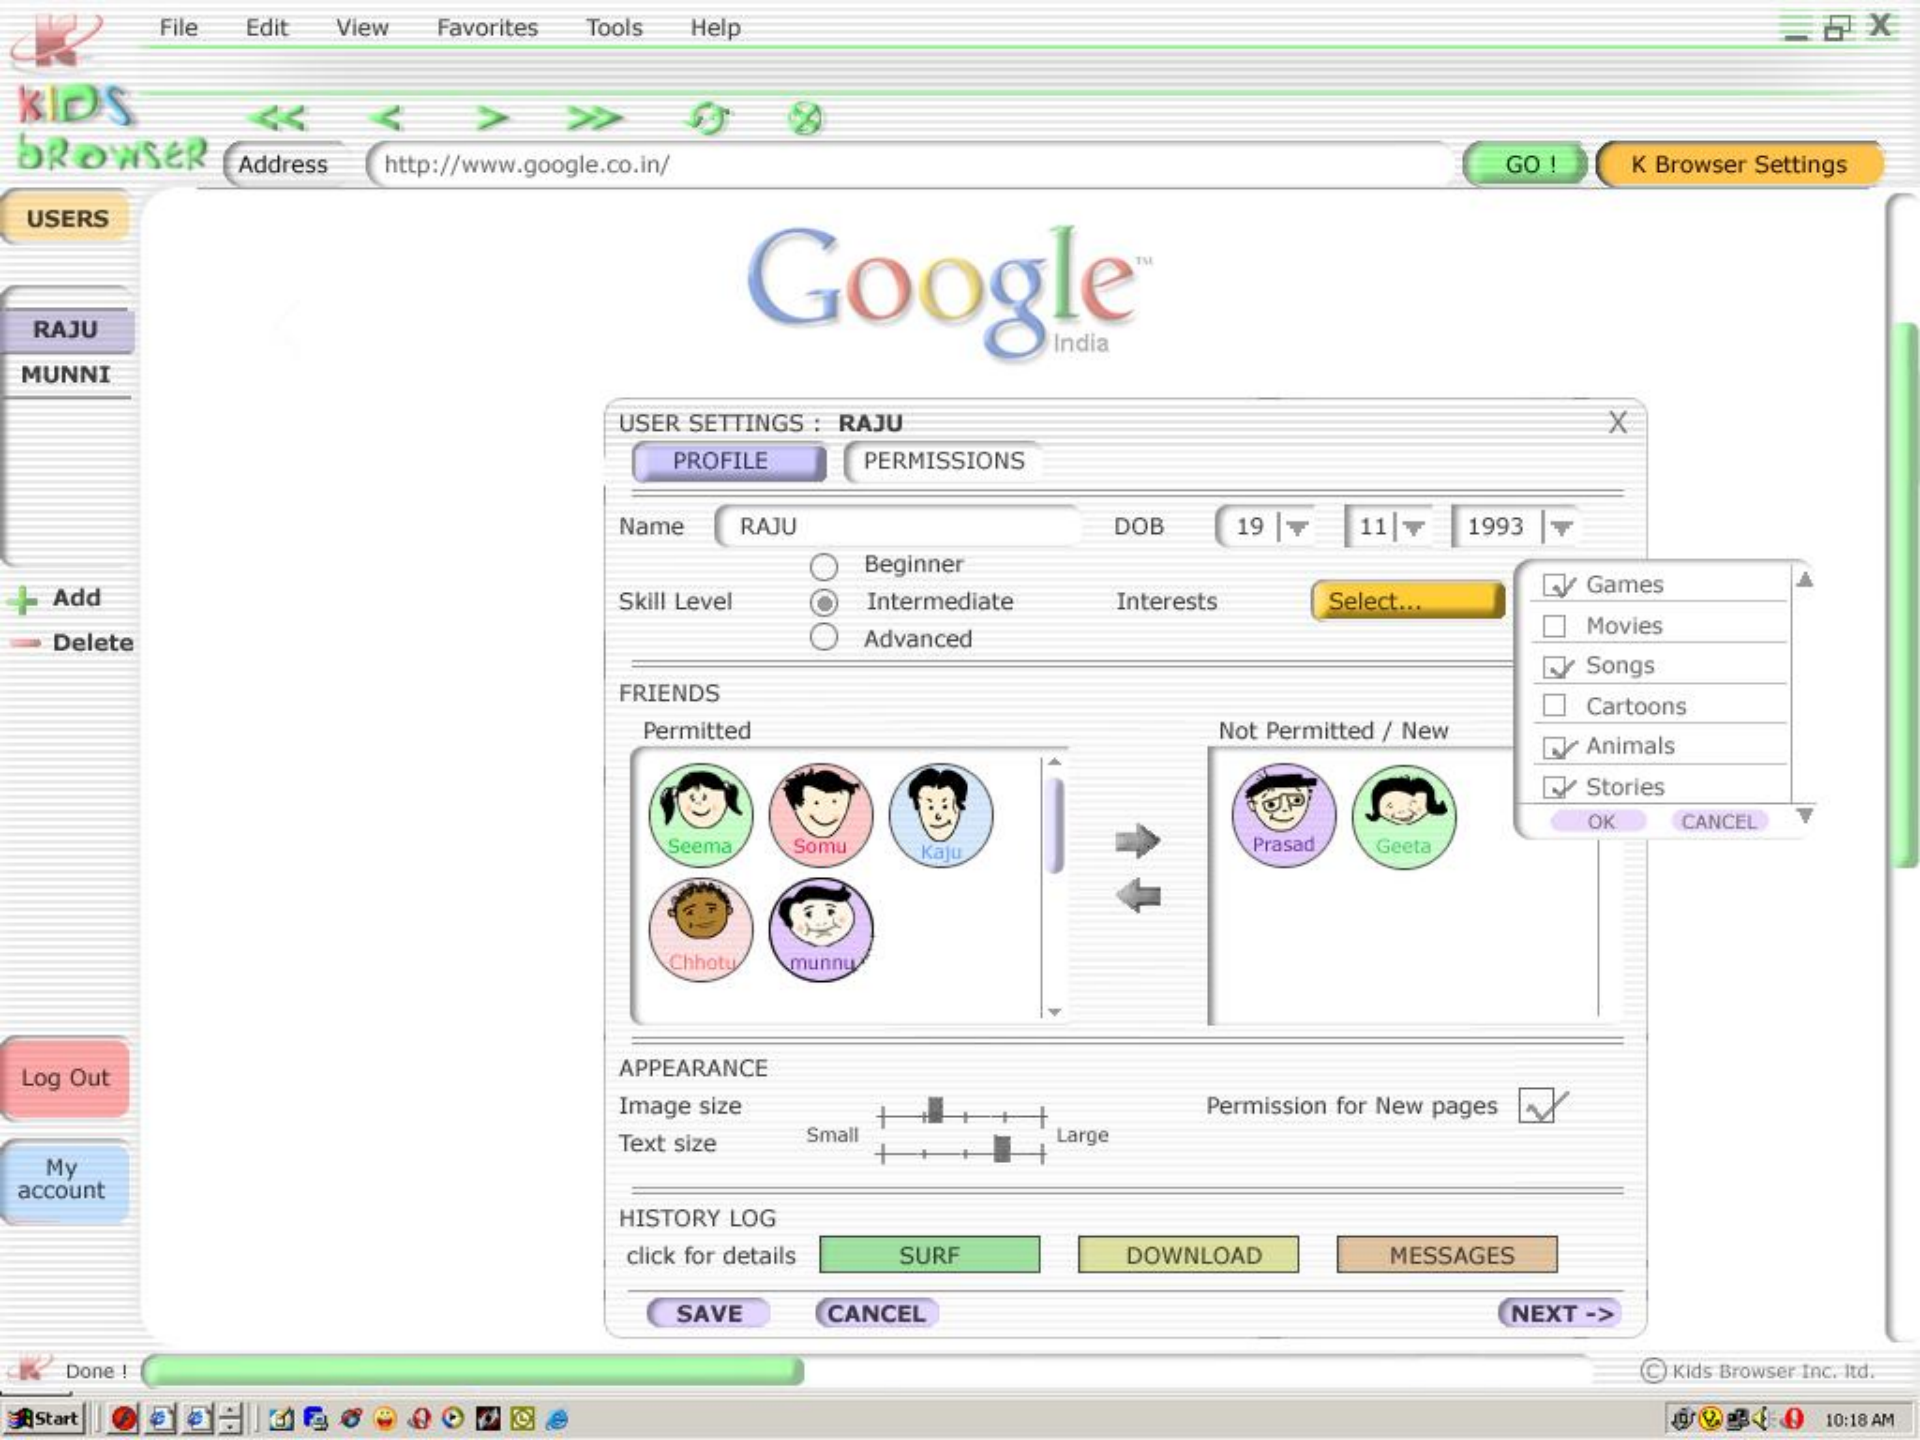 File Edit View Favorites Tools Help X
KIDS
BROWSER
<< < > >>
Address http://www.google.co.in/ GO ! K Browser Settings
USERS
RAJU
MUNNI
Add
Delete
Log Out
My
account
Google™
India
USER SETTINGS : RAJU X
PROFILE PERMISSIONS
Name RAJU DOB 19 11 1993
Beginner
Skill Level Intermediate Interests Select...
Advanced
Games
Movies
Songs
Cartoons
Animals
Stories
OK CANCEL
FRIENDS
Permitted Not Permitted / New
Seema Somu Kaju Prasad Geeta
Chhotu munnu
APPEARANCE
Image size Permission for New pages
Text size Small Large
HISTORY LOG
click for details SURF DOWNLOAD MESSAGES
SAVE CANCEL NEXT ->
K Done ! © Kids Browser Inc. ltd.
Start 10:18 AM